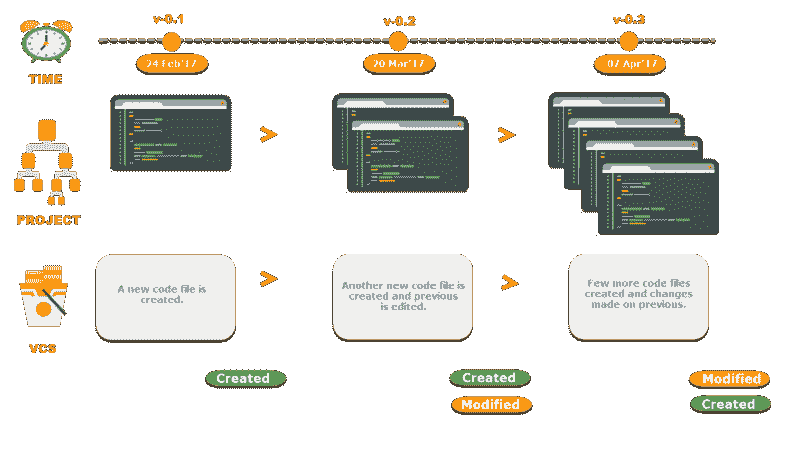 v-0.1
v-0.2
v-0.3
24 Feb'17
20 Mar'17
07 Apr'17
TIME
>
>
PROJECT
A new code file is
created.
>
Another new code file is
created and previous
is edited.
>
Few more code files
created and changes
made on previous.
VCS
Created
Created
Modified
Modified
Created